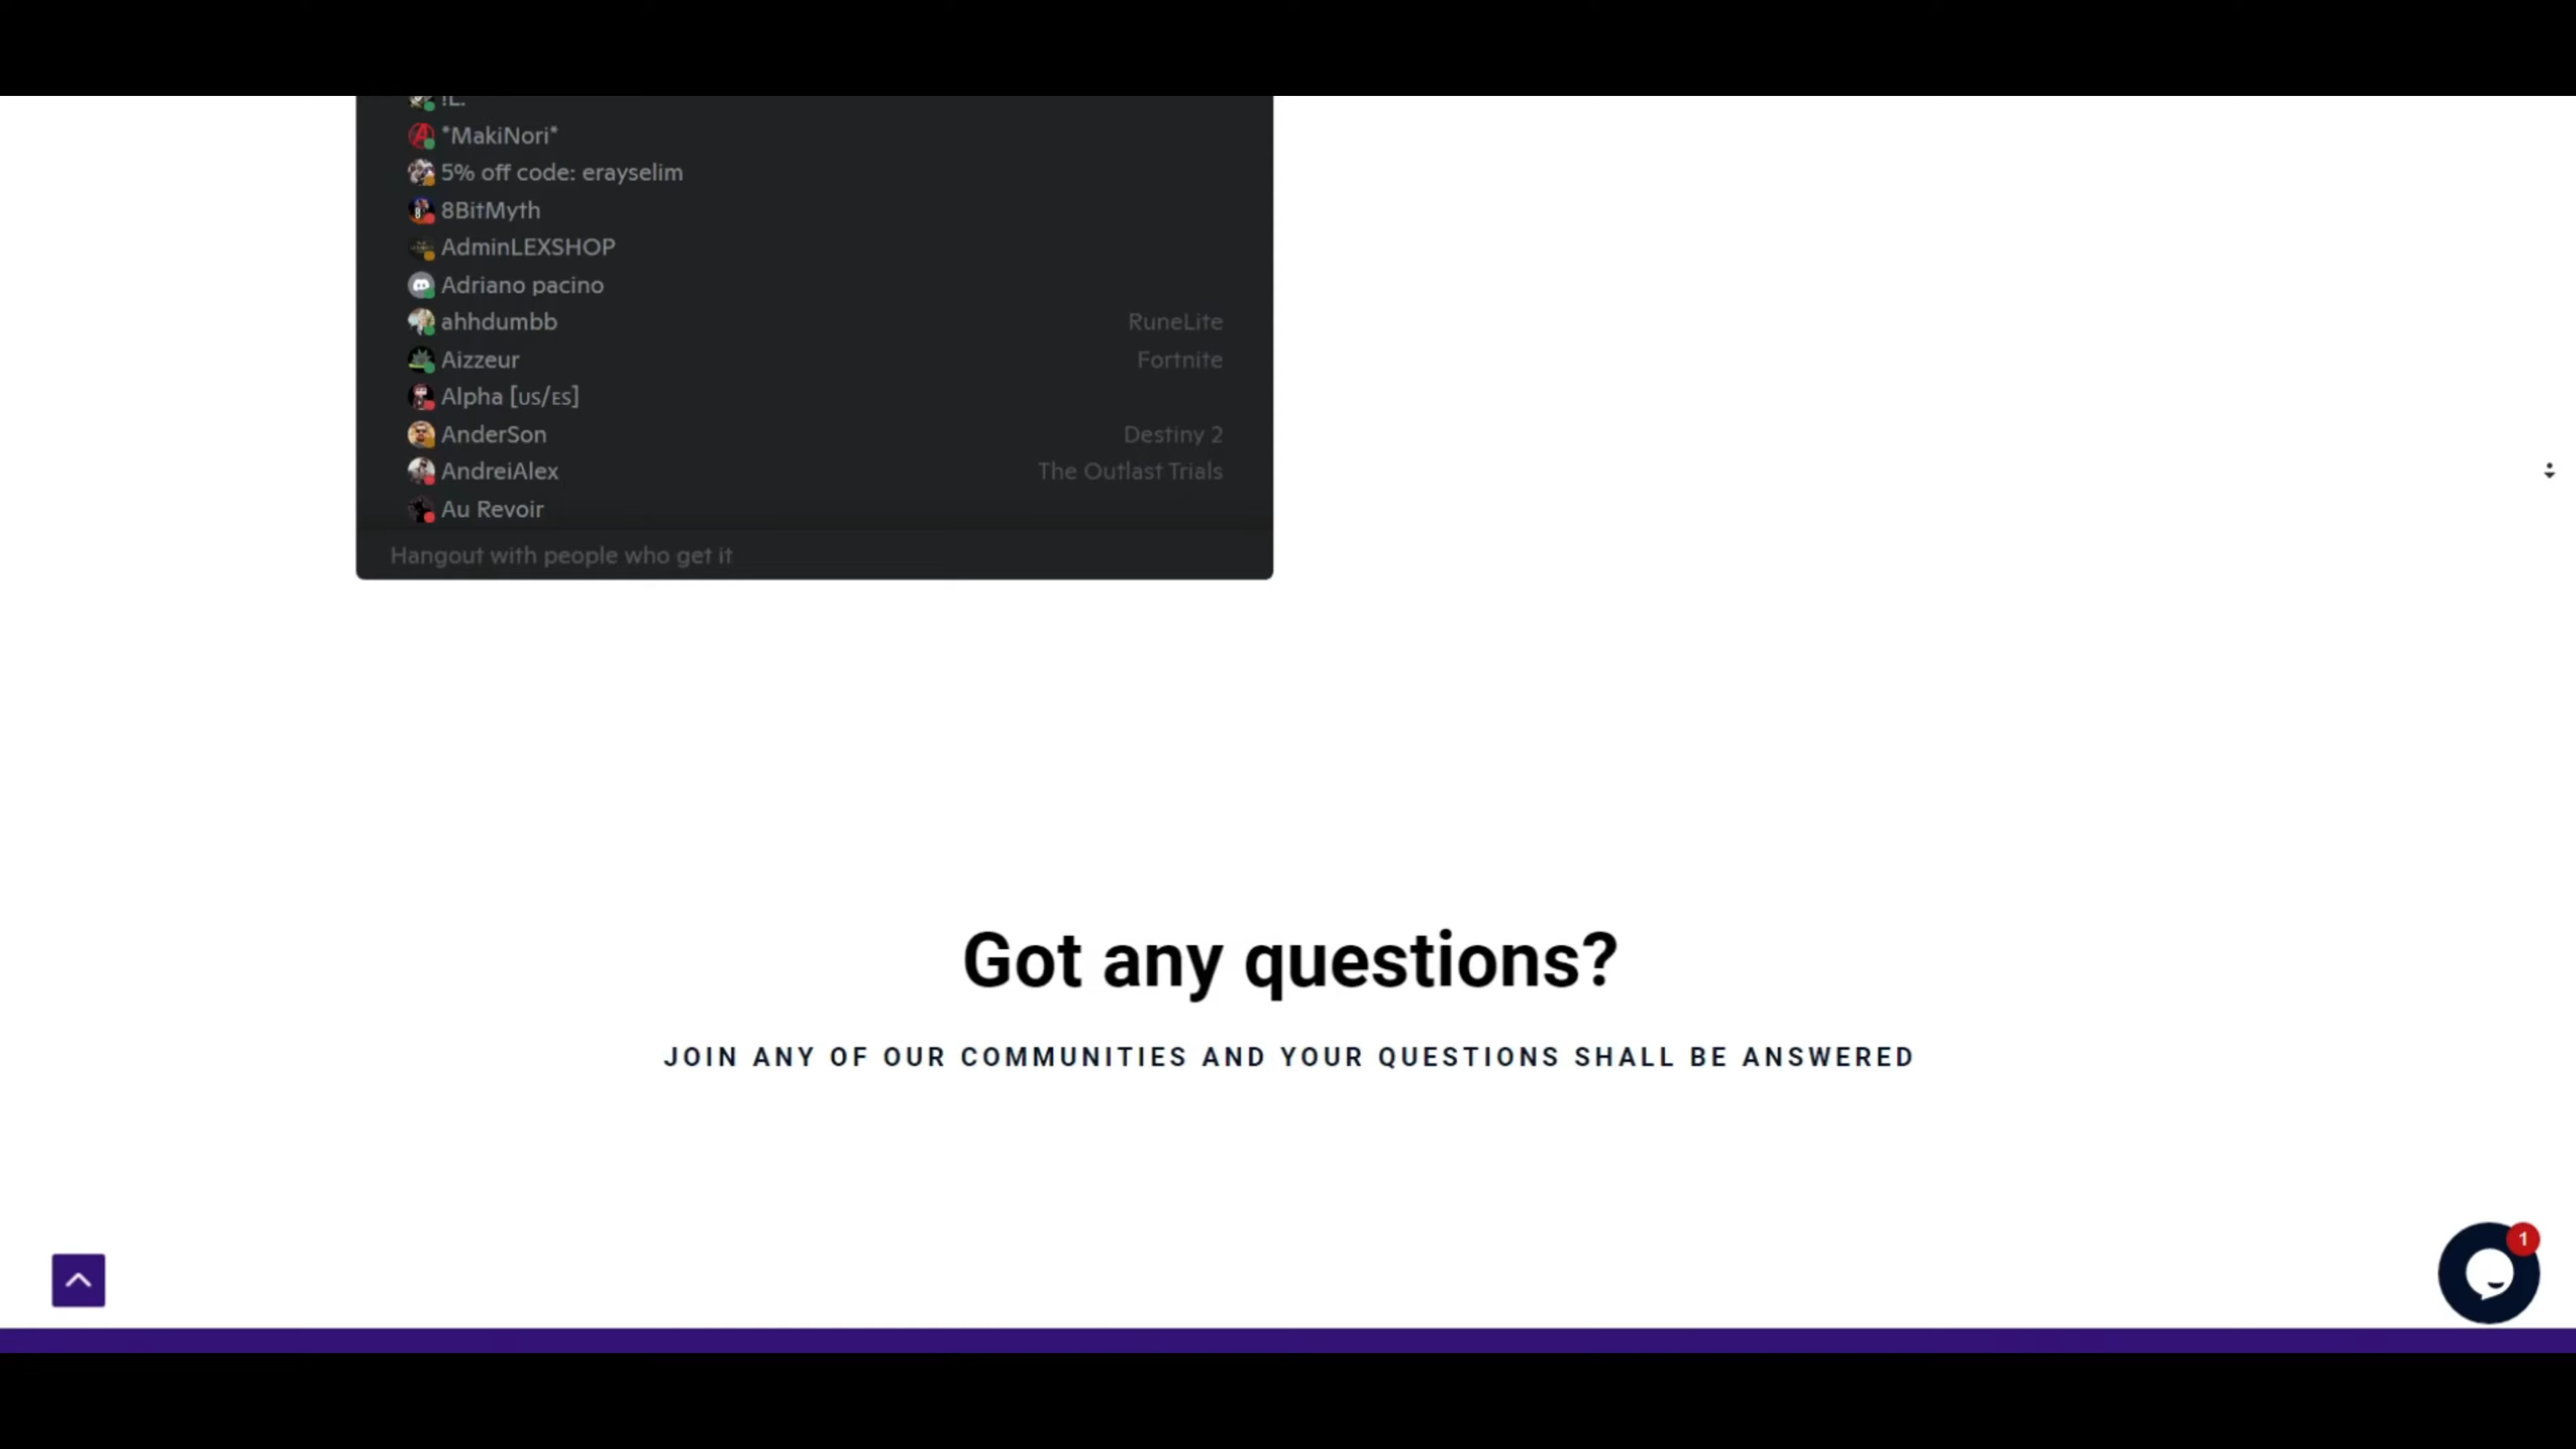 !L.
*MakiNori*
5% off code: erayselim
8BitMyth
AdminLEXSHOP
Adriano pacino
ahhdumbb RuneLite
Aizzeur Fortnite
Alpha [ᴜs/ᴇs]
AnderSon Destiny 2
AndreiAlex The Outlast Trials
Au Revoir
Hangout with people who get it
Got any questions?
JOIN ANY OF OUR COMMUNITIES AND YOUR QUESTIONS SHALL BE ANSWERED
1